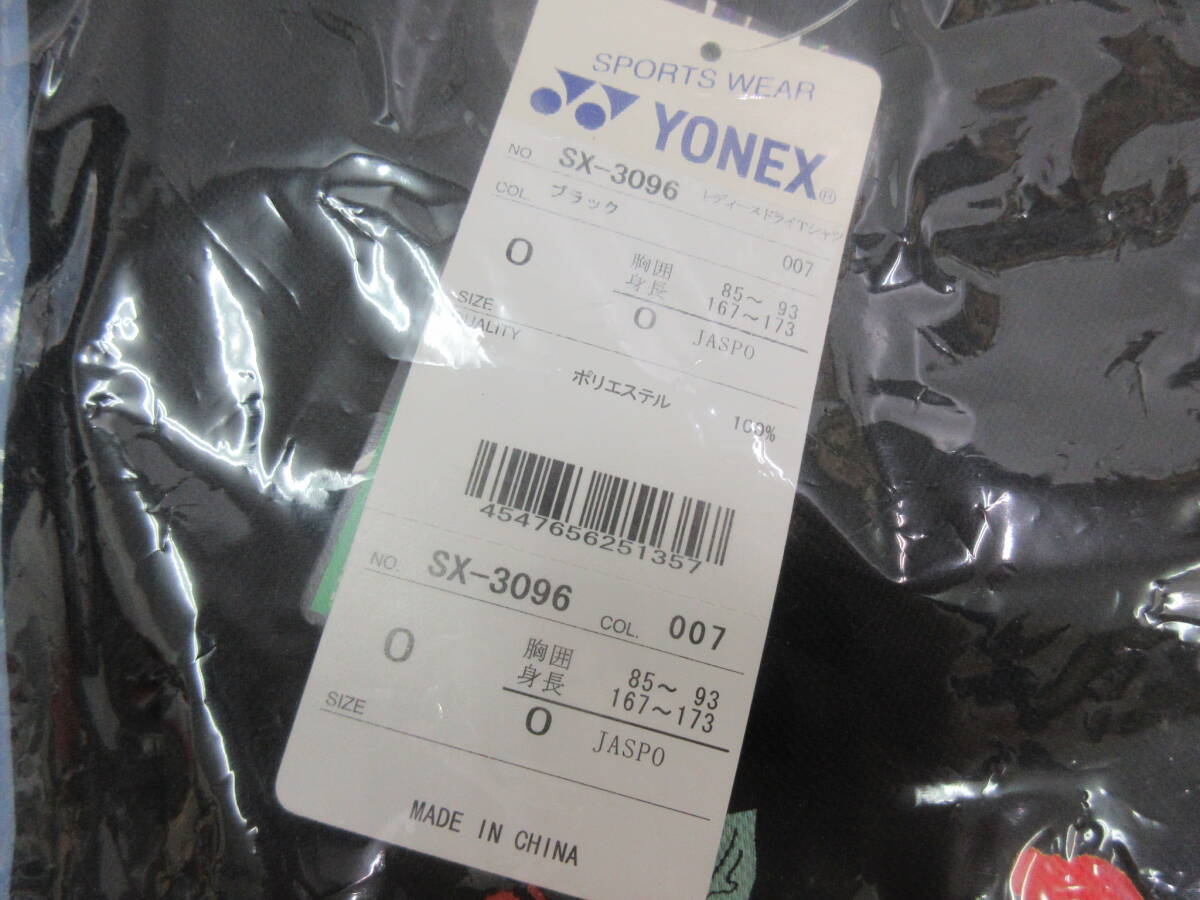 SPORTS WEAR
YONEX®
NO. SX-3096 レディースドライTシャツ
COL. ブラック 007
O 胸囲 85～ 93
身長 167～173
SIZE O JASPO
QUALITY
ポリエステル 100%
4547656251357
NO. SX-3096 COL. 007
O 胸囲 85～ 93
身長 167～173
SIZE O JASPO
MADE IN CHINA